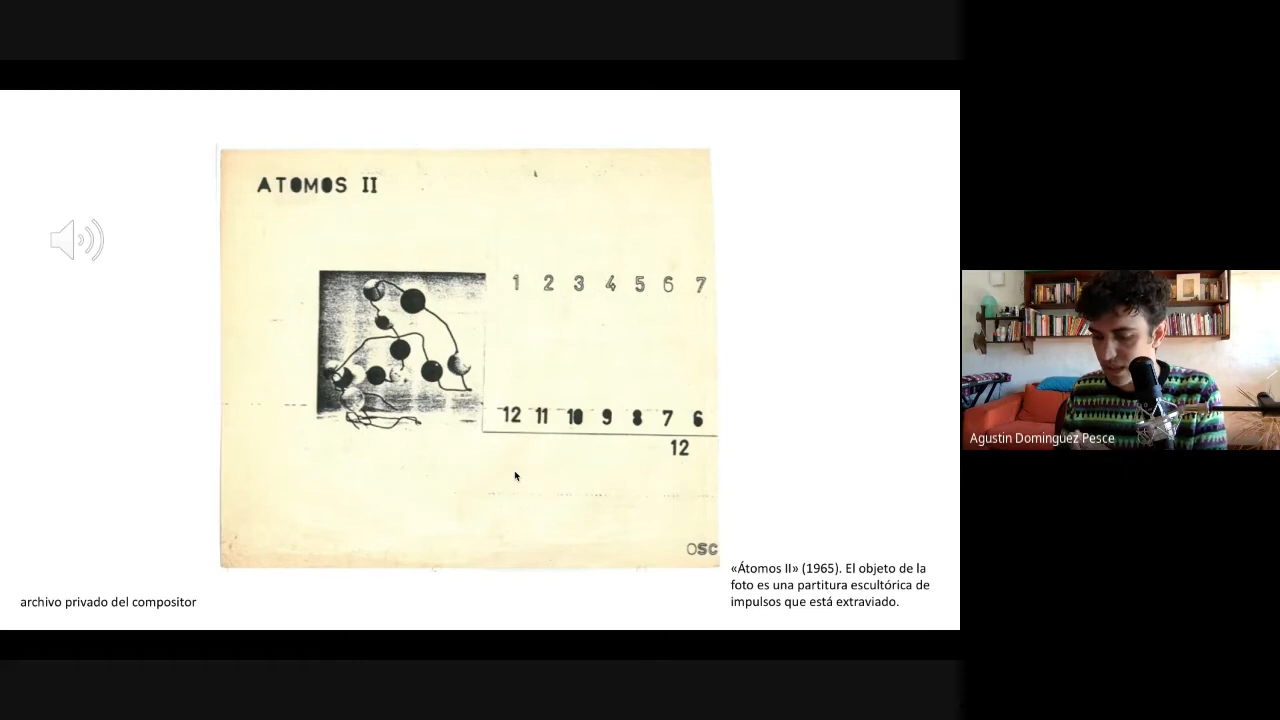 ATOMOS II
1 2 3 4 5 6 7
12 11 10 9 8 7 6
12
OSC
«Átomos II» (1965). El objeto de la
foto es una partitura escultórica de
impulsos que está extraviado.
archivo privado del compositor
Agustin Dominguez Pesce